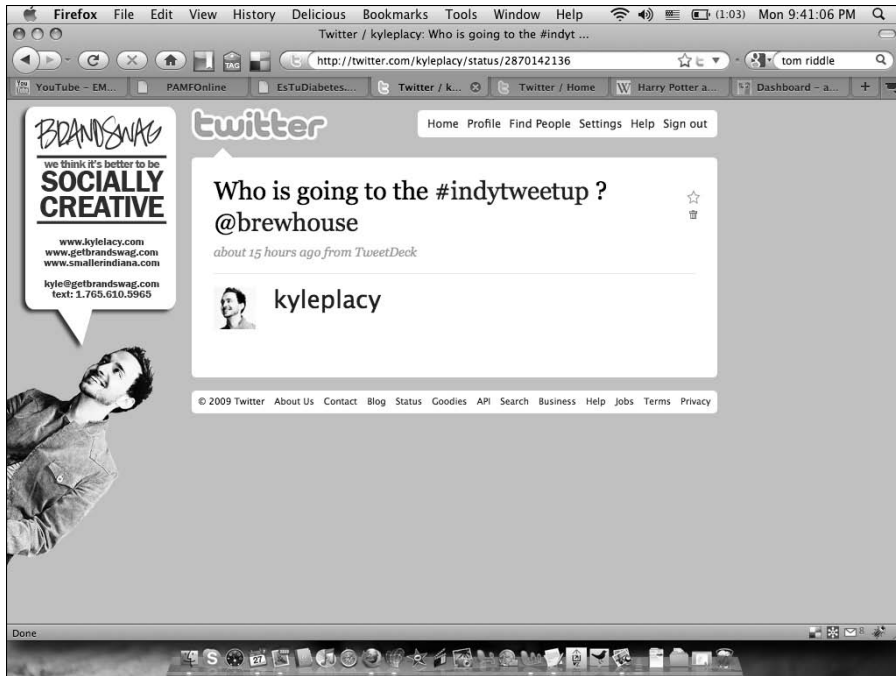 Firefox File Edit View History Delicious Bookmarks Tools Window Help (1:03) Mon 9:41:06 PM
Twitter / kyleplacy: Who is going to the #indyt ...
TAG http://twitter.com/kyleplacy/status/2870142136 tom riddle
YouTube – EM... PAMFOnline EsTuDiabetes.... Twitter / k... Twitter / Home Harry Potter a... Dashboard – a...
BRANDSWAG
we think it's better to be
SOCIALLY
CREATIVE
www.kylelacy.com
www.getbrandswag.com
www.smallerindiana.com
kyle@getbrandswag.com
text: 1.765.610.5965
twitter
Home Profile Find People Settings Help Sign out
Who is going to the #indytweetup ?
@brewhouse
about 15 hours ago from TweetDeck
kyleplacy
© 2009 Twitter About Us Contact Blog Status Goodies API Search Business Help Jobs Terms Privacy
Done 8
27